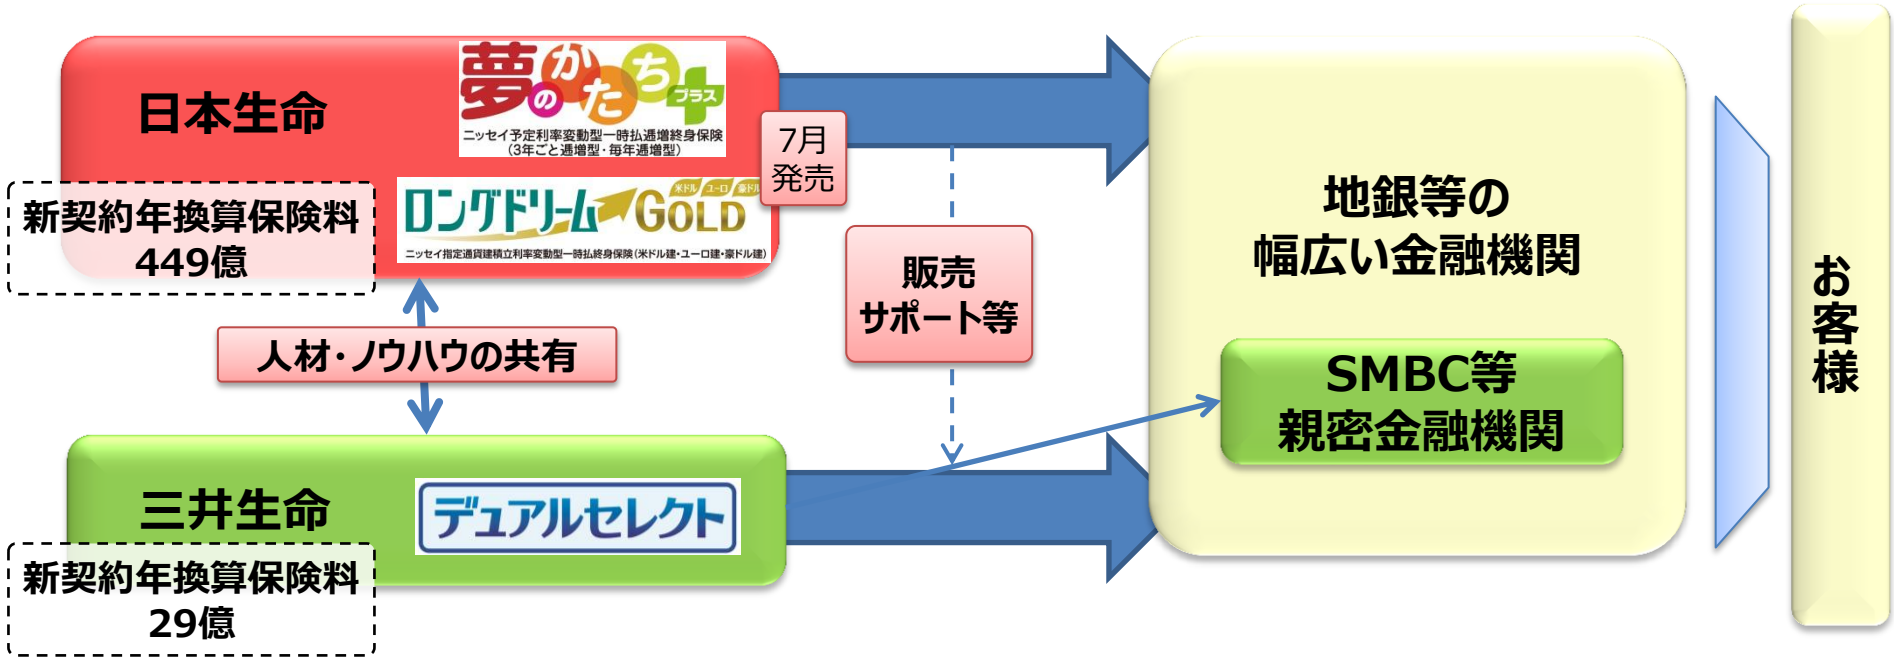 日本生命
夢のかたちプラス
ニッセイ予定利率変動型一時払逓増終身保険
(3年ごと逓増型・毎年逓増型)
7月
発売
米ドル ユーロ 豪ドル
ロングドリームGOLD
ニッセイ指定通貨建積立利率変動型一時払終身保険(米ドル建・ユーロ建・豪ドル建)
新契約年換算保険料
449億
人材・ノウハウの共有
販売
サポート等
三井生命
デュアルセレクト
新契約年換算保険料
29億
地銀等の
幅広い金融機関
SMBC等
親密金融機関
お客様